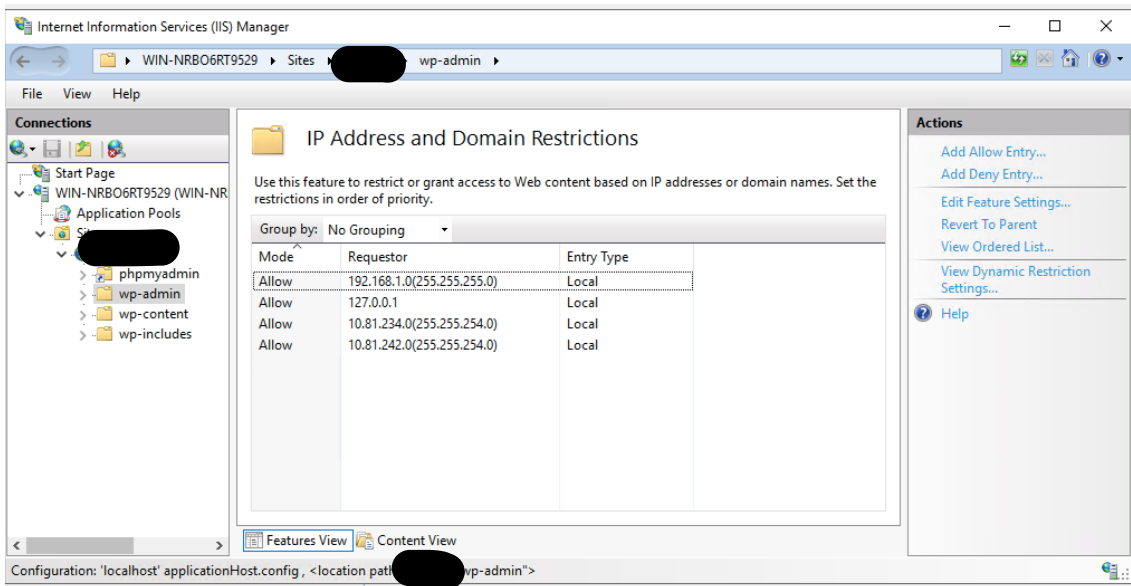 Internet Information Services (IIS) Manager
WIN-NRBO6RT9529 Sites wp-admin
File View Help
Connections
Start Page
WIN-NRBO6RT9529 (WIN-NR
Application Pools
phpmyadmin
wp-admin
wp-content
wp-includes
IP Address and Domain Restrictions
Use this feature to restrict or grant access to Web content based on IP addresses or domain names. Set the
restrictions in order of priority.
Group by: No Grouping
Mode Requestor Entry Type
Allow 192.168.1.0(255.255.255.0) Local
Allow 127.0.0.1 Local
Allow 10.81.234.0(255.255.254.0) Local
Allow 10.81.242.0(255.255.254.0) Local
Features View Content View
Actions
Add Allow Entry...
Add Deny Entry...
Edit Feature Settings...
Revert To Parent
View Ordered List...
View Dynamic Restriction
Settings...
Help
Configuration: 'localhost' applicationHost.config , <location path wp-admin">